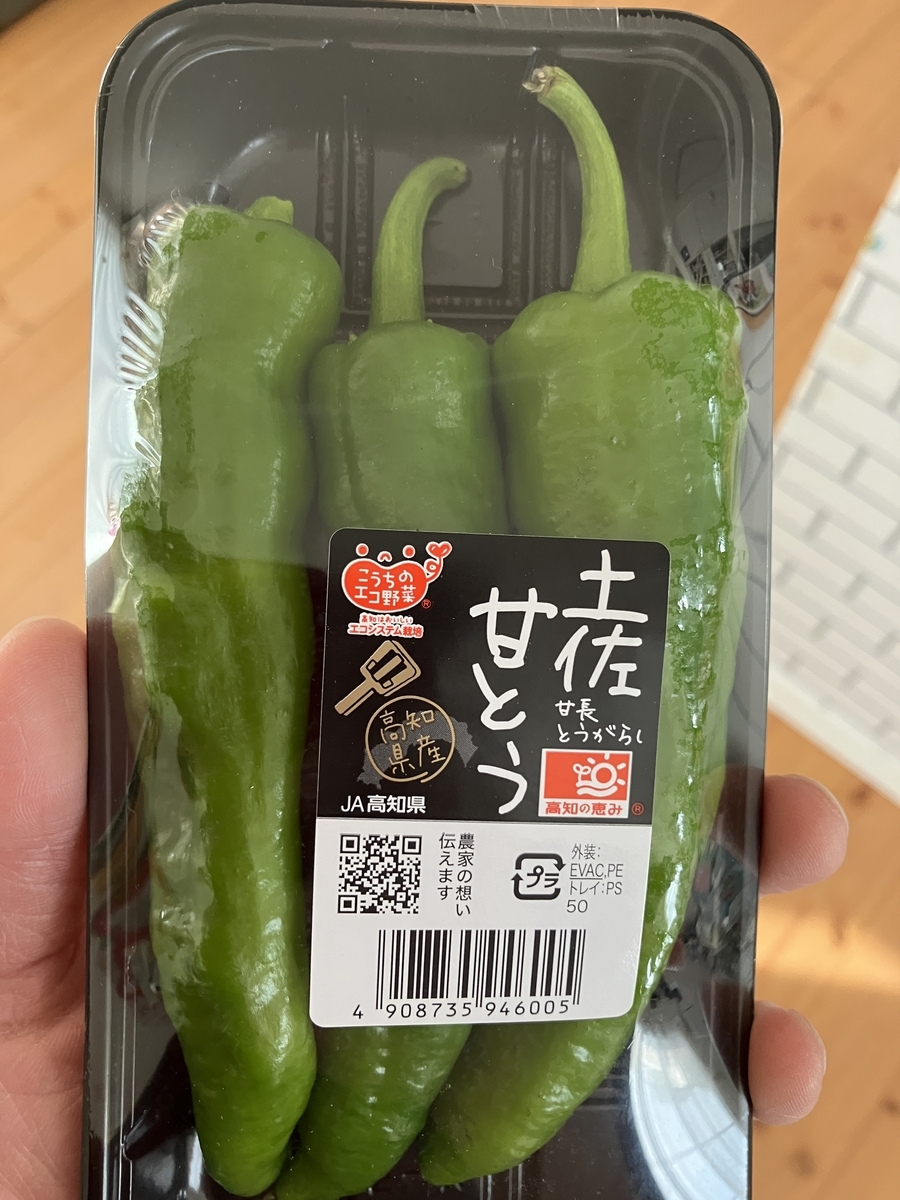 こうちの
エコ野菜®
高知はおいしい
エコシステム栽培
土佐
甘とう
甘長
とうがらし
高知
県産
JA高知県
高知の恵み®
農家の想い
伝えます
プラ
外装:
EVAC,PE
トレイ:PS
50
4 908735 946005